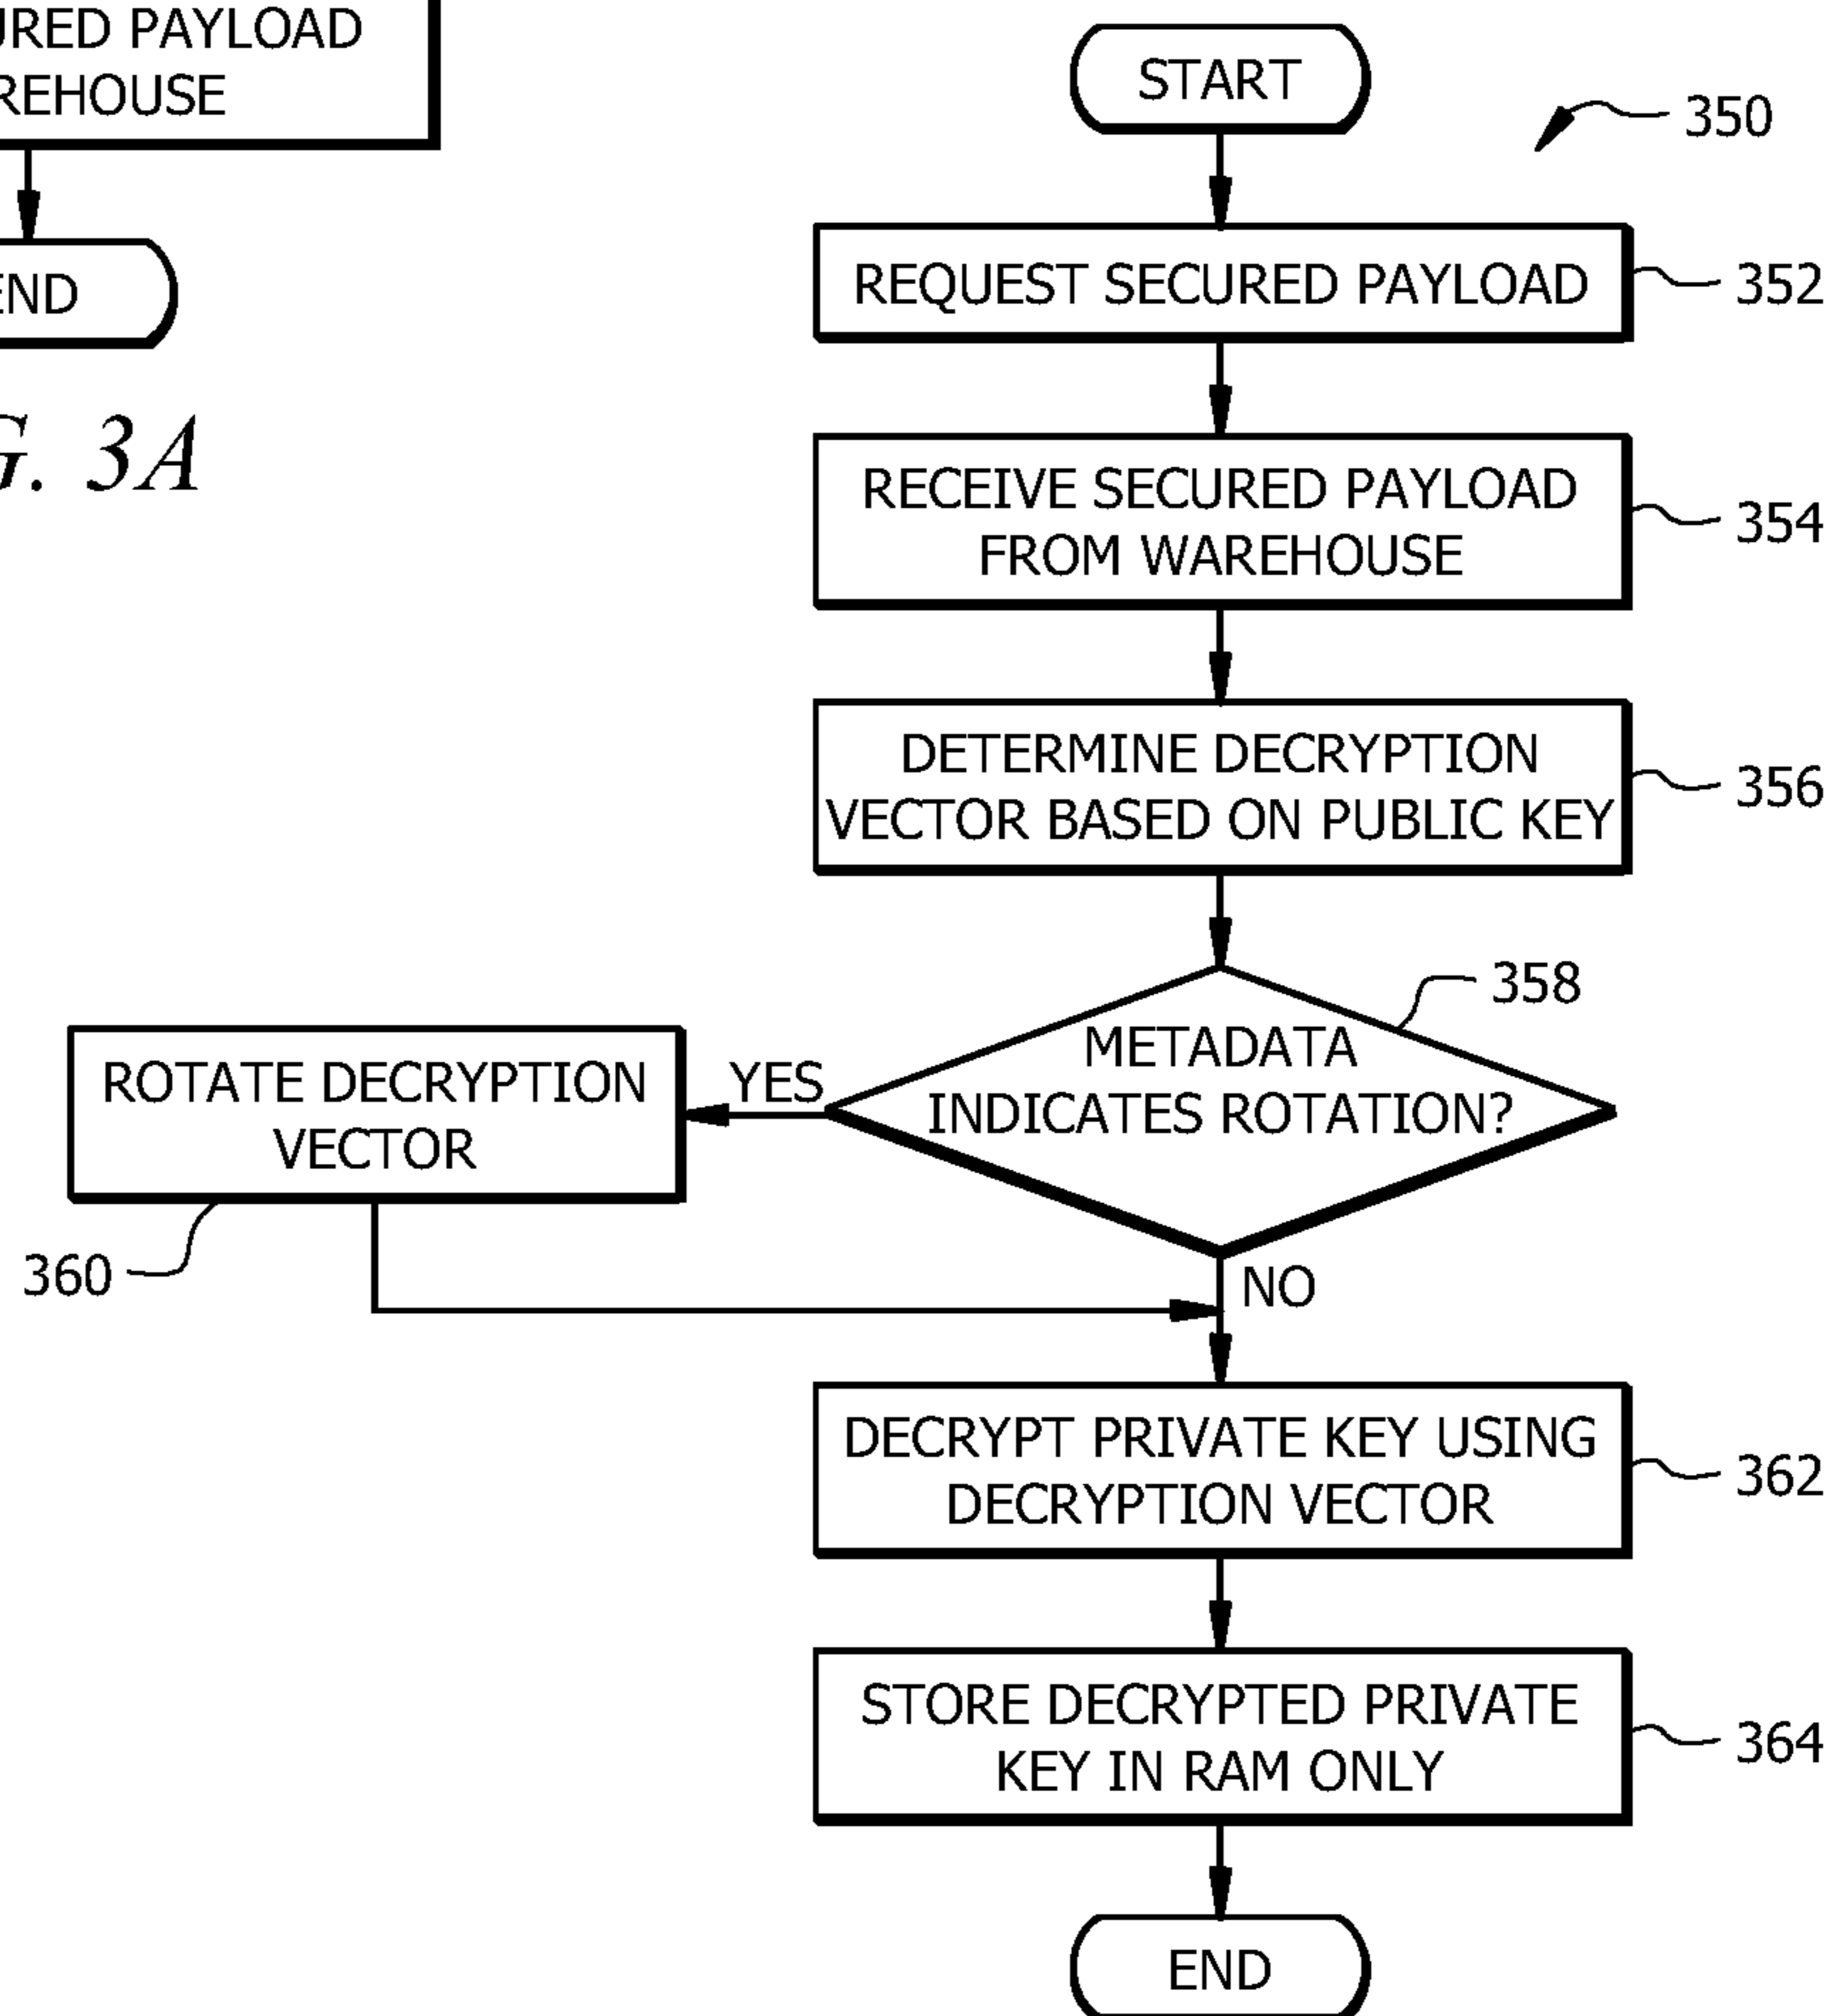 PAYLOAD
END
3A
START
350
REQUEST SECURED PAYLOAD
352
RECEIVE SECURED PAYLOAD
FROM WAREHOUSE
354
DETERMINE DECRYPTION
VECTOR BASED ON PUBLIC KEY
356
358
METADATA
INDICATES ROTATION?
YES
ROTATE DECRYPTION
VECTOR
360
NO
DECRYPT PRIVATE KEY USING
DECRYPTION VECTOR
362
STORE DECRYPTED PRIVATE
KEY IN RAM ONLY
364
END